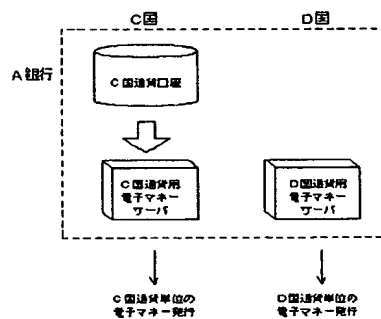 C国
D国
A銀行
C国通貨口座
C国通貨用
電子マネー
サーバ
D国通貨用
電子マネー
サーバ
C国通貨単位の
電子マネー発行
D国通貨単位の
電子マネー発行